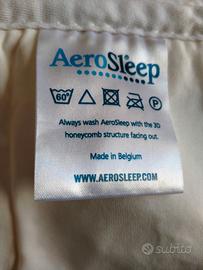 AeroSleep
60°
P
Always wash AeroSleep with the 3D
honeycomb structure facing out.
Made in Belgium
WWW.AEROSLEEP.COM
subito